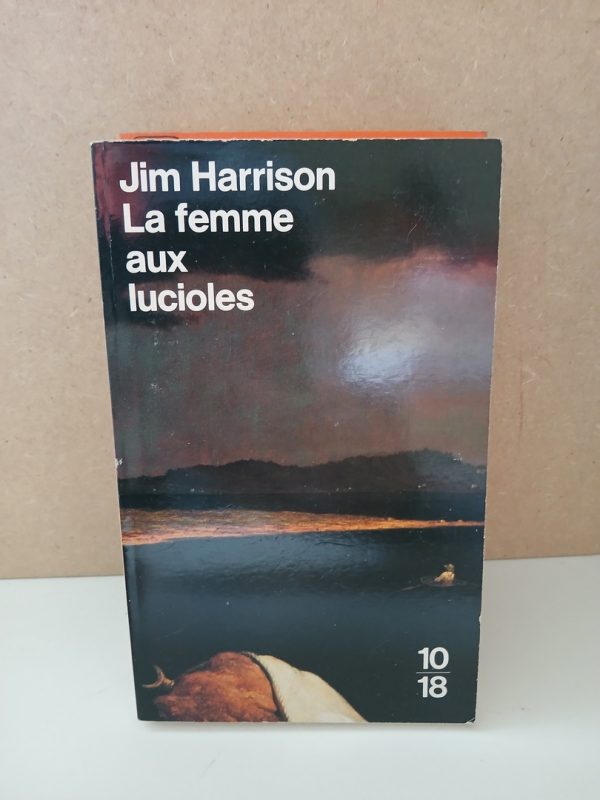 Jim Harrison
La femme
aux
lucioles
10
18